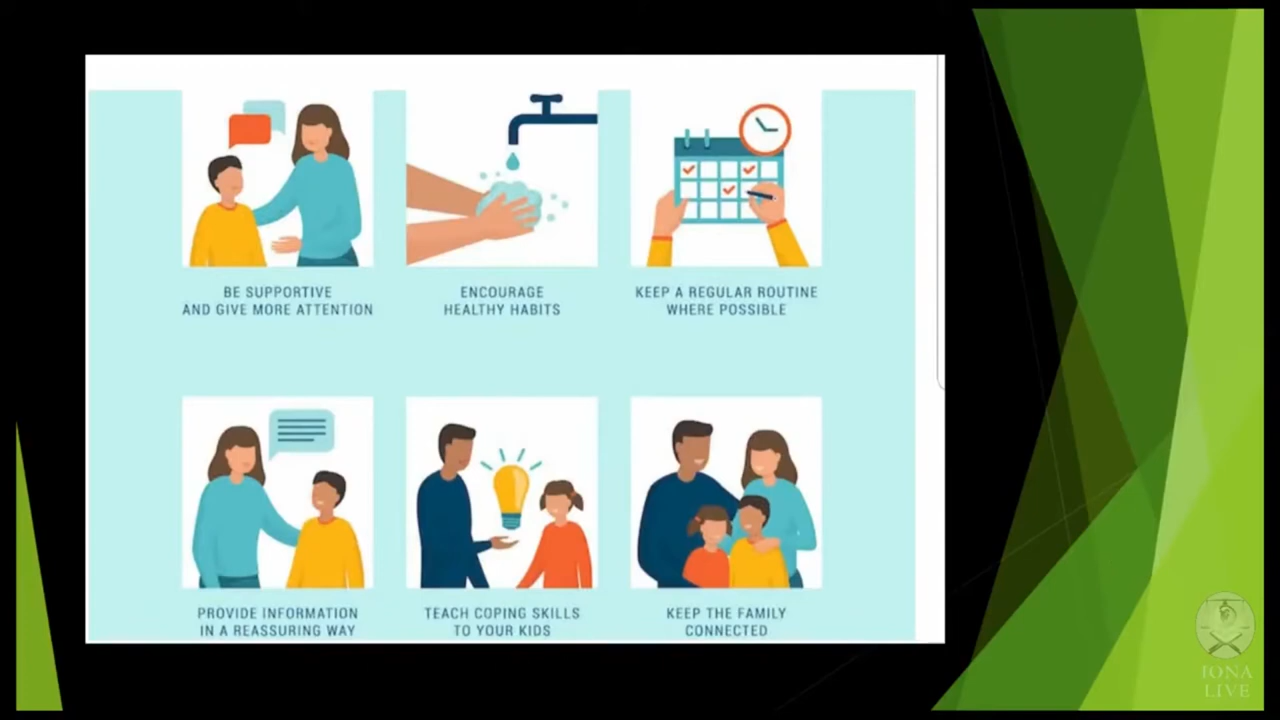 BE SUPPORTIVE
AND GIVE MORE ATTENTION
ENCOURAGE
HEALTHY HABITS
KEEP A REGULAR ROUTINE
WHERE POSSIBLE
PROVIDE INFORMATION
IN A REASSURING WAY
TEACH COPING SKILLS
TO YOUR KIDS
KEEP THE FAMILY
CONNECTED
IONA
LIVE